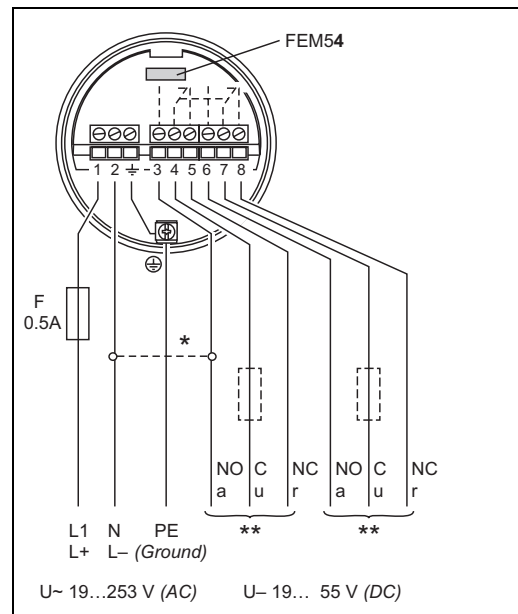 FEM54
1 2 3 4 5 6 7 8
F
0.5A
*
NO C NC NO C NC
a u r a u r
L1 N PE ** **
L+ L– (Ground)
U~ 19...253 V (AC) U– 19... 55 V (DC)